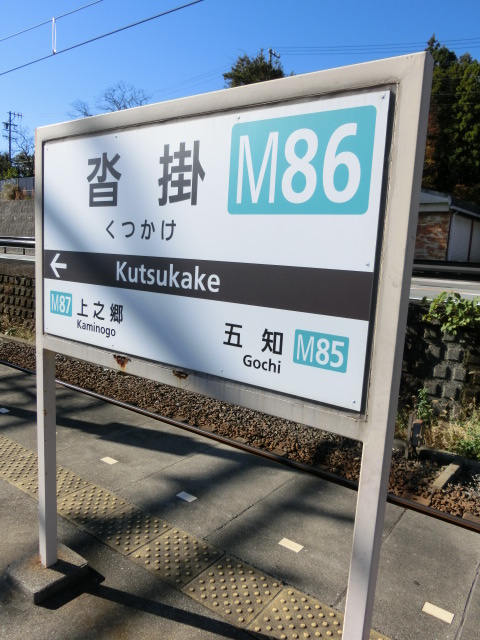 沓掛 M86
くつかけ
← Kutsukake
M87 上之郷
Kaminogo
五知 M85
Gochi